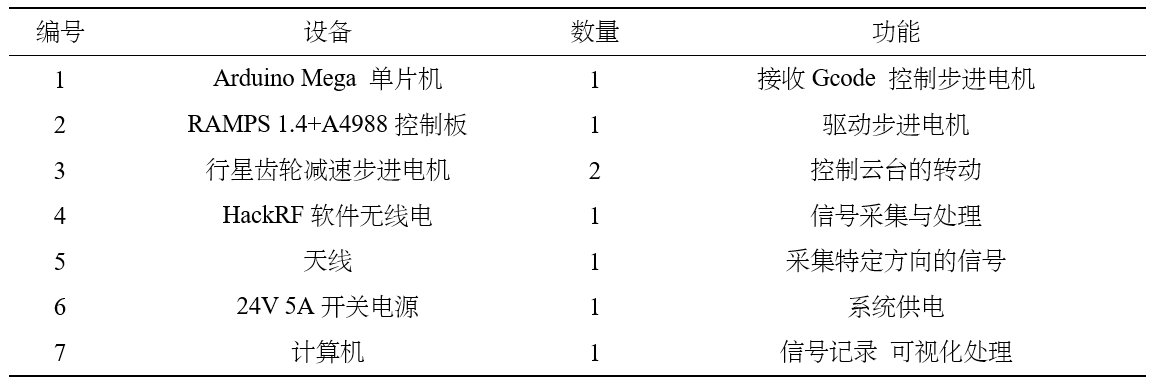 编号 设备 数量 功能
1 Arduino Mega 单片机 1 接收 Gcode 控制步进电机
2 RAMPS 1.4+A4988 控制板 1 驱动步进电机
3 行星齿轮减速步进电机 2 控制云台的转动
4 HackRF 软件无线电 1 信号采集与处理
5 天线 1 采集特定方向的信号
6 24V 5A 开关电源 1 系统供电
7 计算机 1 信号记录 可视化处理